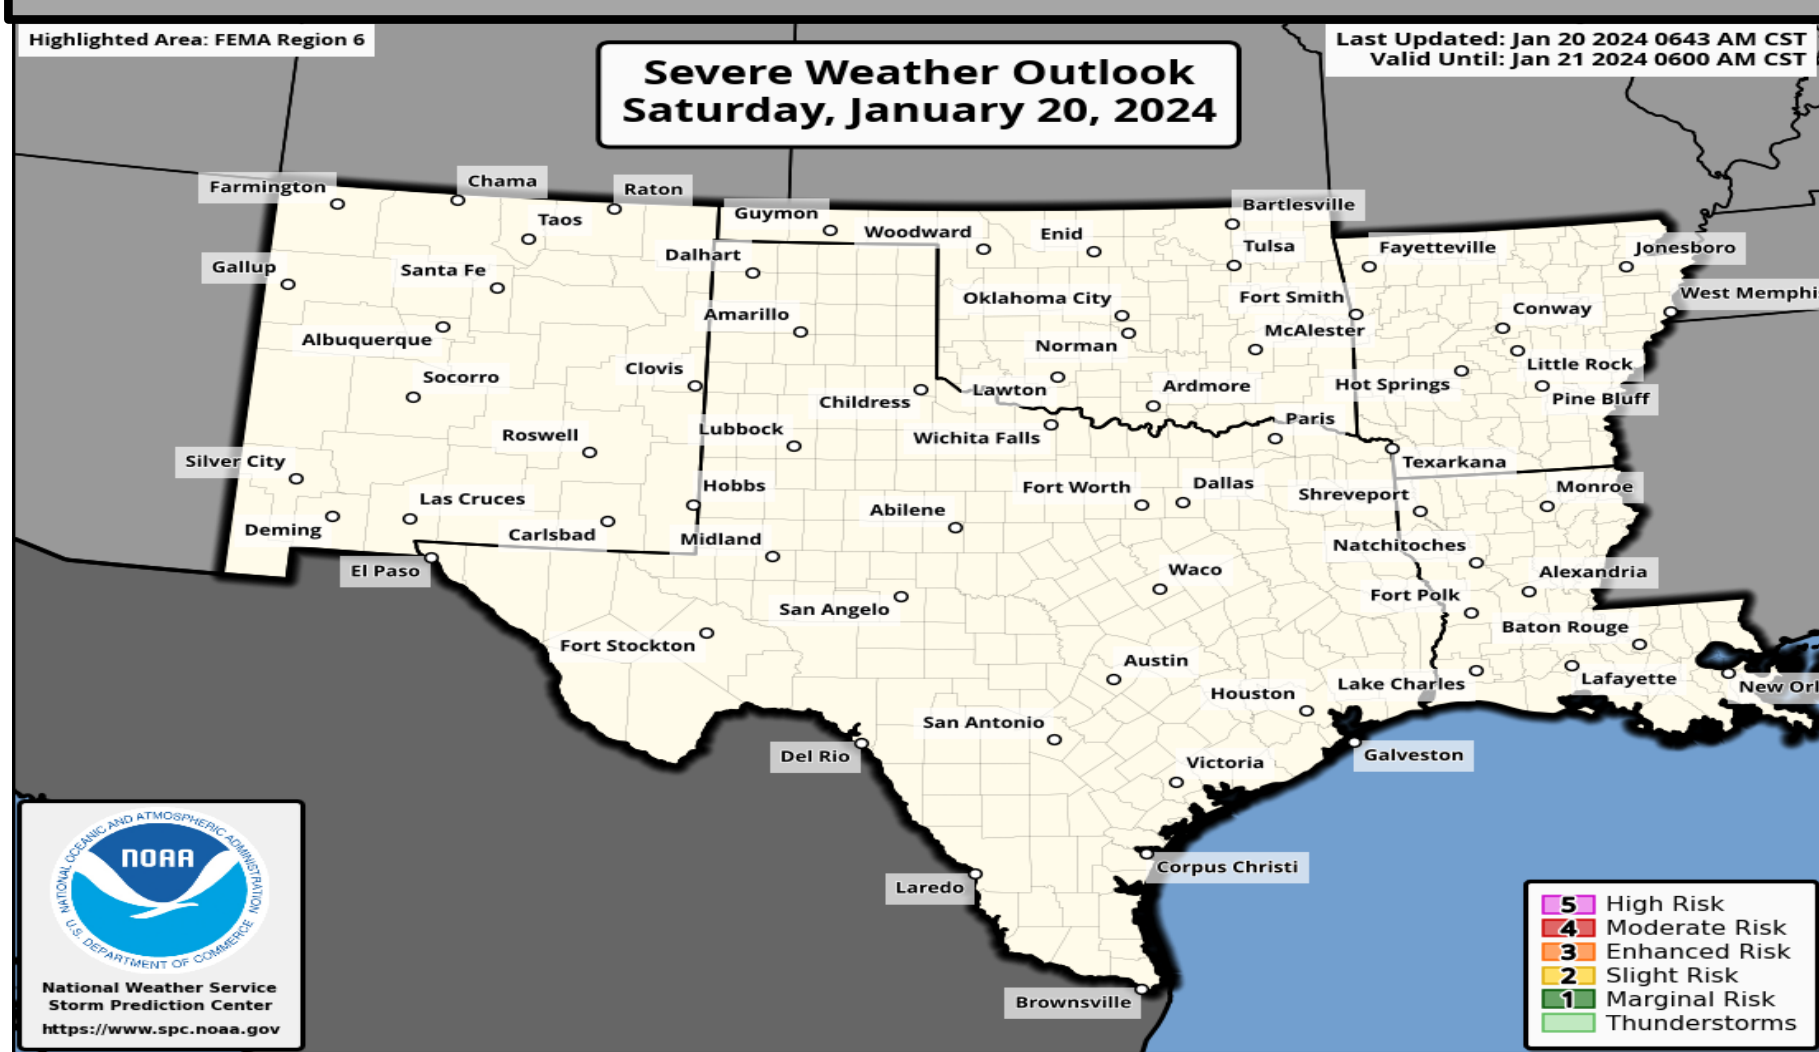 Highlighted Area: FEMA Region 6
Severe Weather Outlook
Saturday, January 20, 2024
Last Updated: Jan 20 2024 0643 AM CST
Valid Until: Jan 21 2024 0600 AM CST
Farmington
Chama
Raton
Taos
Guymon
Woodward
Enid
Bartlesville
Tulsa
Fayetteville
Jonesboro
Gallup
Santa Fe
Dalhart
Oklahoma City
Fort Smith
Conway
West Memphi
Amarillo
Albuquerque
Norman
McAlester
Little Rock
Socorro
Clovis
Childress
Lawton
Ardmore
Hot Springs
Pine Bluff
Roswell
Lubbock
Wichita Falls
Paris
Silver City
Texarkana
Las Cruces
Hobbs
Fort Worth
Dallas
Shreveport
Monroe
Deming
Carlsbad
Midland
Abilene
Natchitoches
El Paso
Waco
Alexandria
San Angelo
Fort Polk
Fort Stockton
Baton Rouge
Austin
Houston
Lake Charles
Lafayette
New Orl
San Antonio
Del Rio
Victoria
Galveston
Laredo
Corpus Christi
Brownsville
NATIONAL OCEANIC AND ATMOSPHERIC ADMINISTRATION
NOAA
U.S. DEPARTMENT OF COMMERCE
National Weather Service
Storm Prediction Center
https://www.spc.noaa.gov
5 High Risk
4 Moderate Risk
3 Enhanced Risk
2 Slight Risk
1 Marginal Risk
Thunderstorms